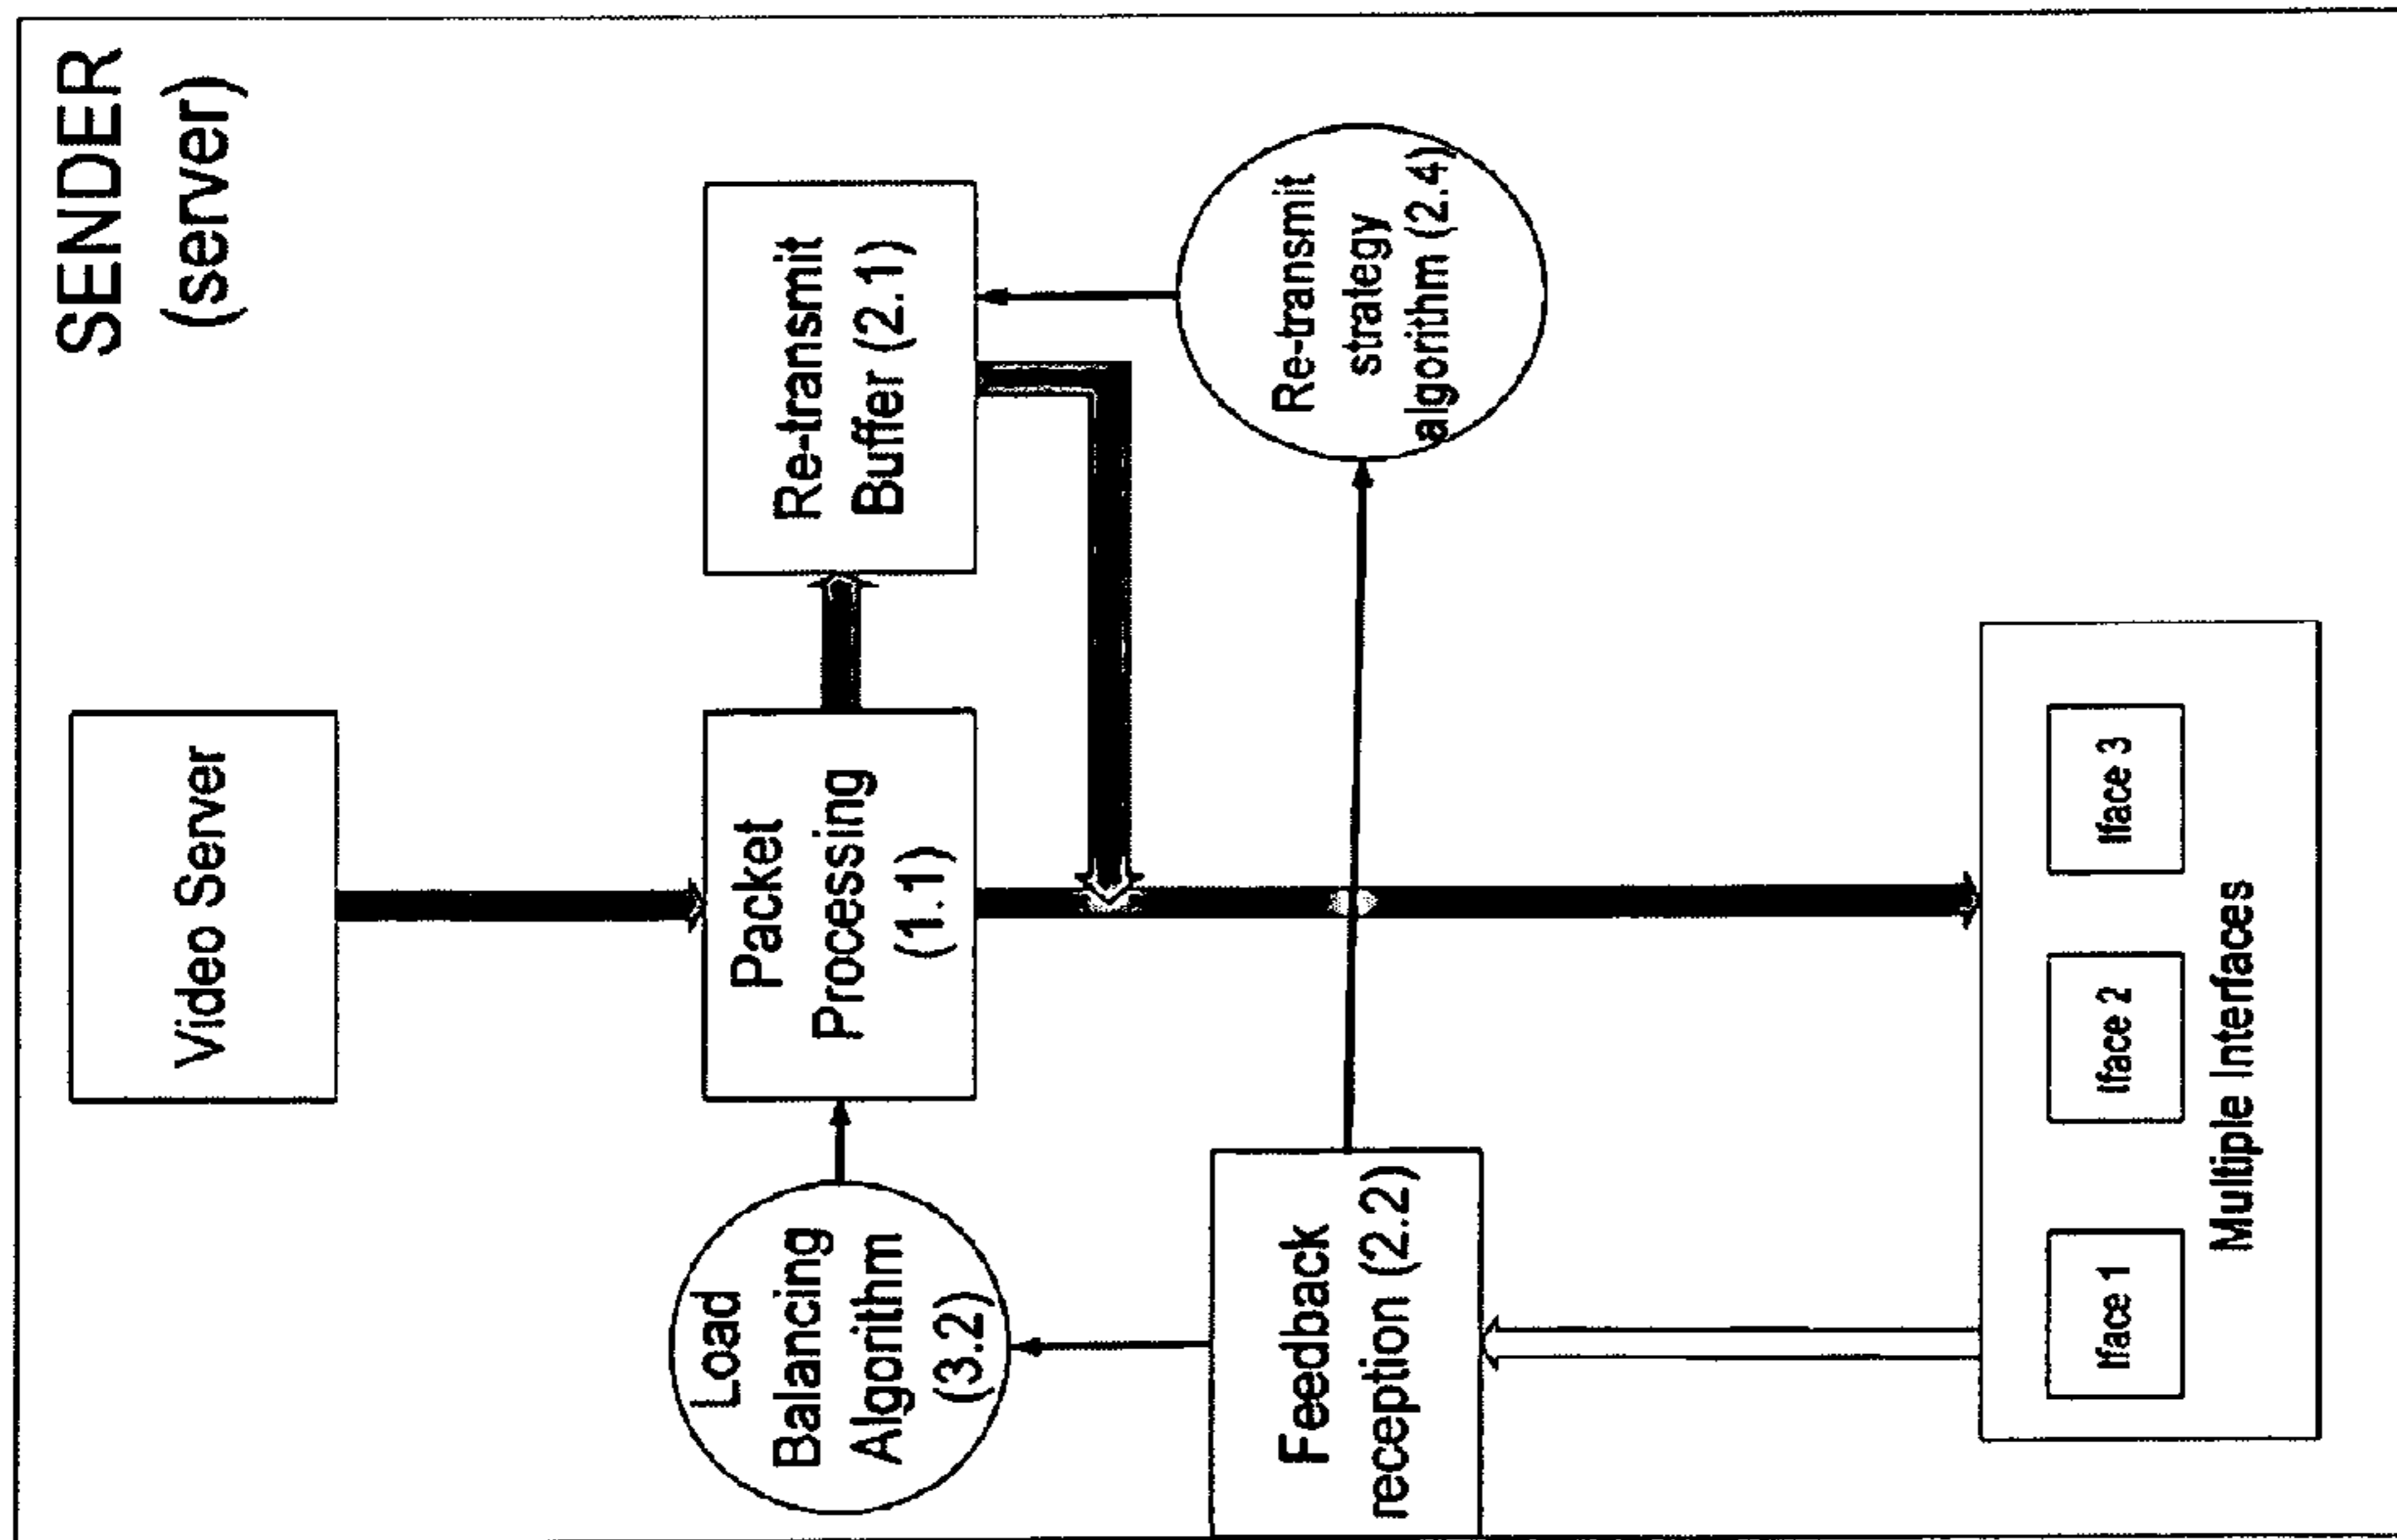 SENDER
(server)
Video Server
Load
Balancing
Algorithm
(3.2)
Packet
Processing
(1.1)
Re-transmit
Buffer (2.1)
Feedback
reception (2.2)
Re-transmit
strategy
algorithm (2.4)
Iface 1
Iface 2
Iface 3
Multiple Interfaces